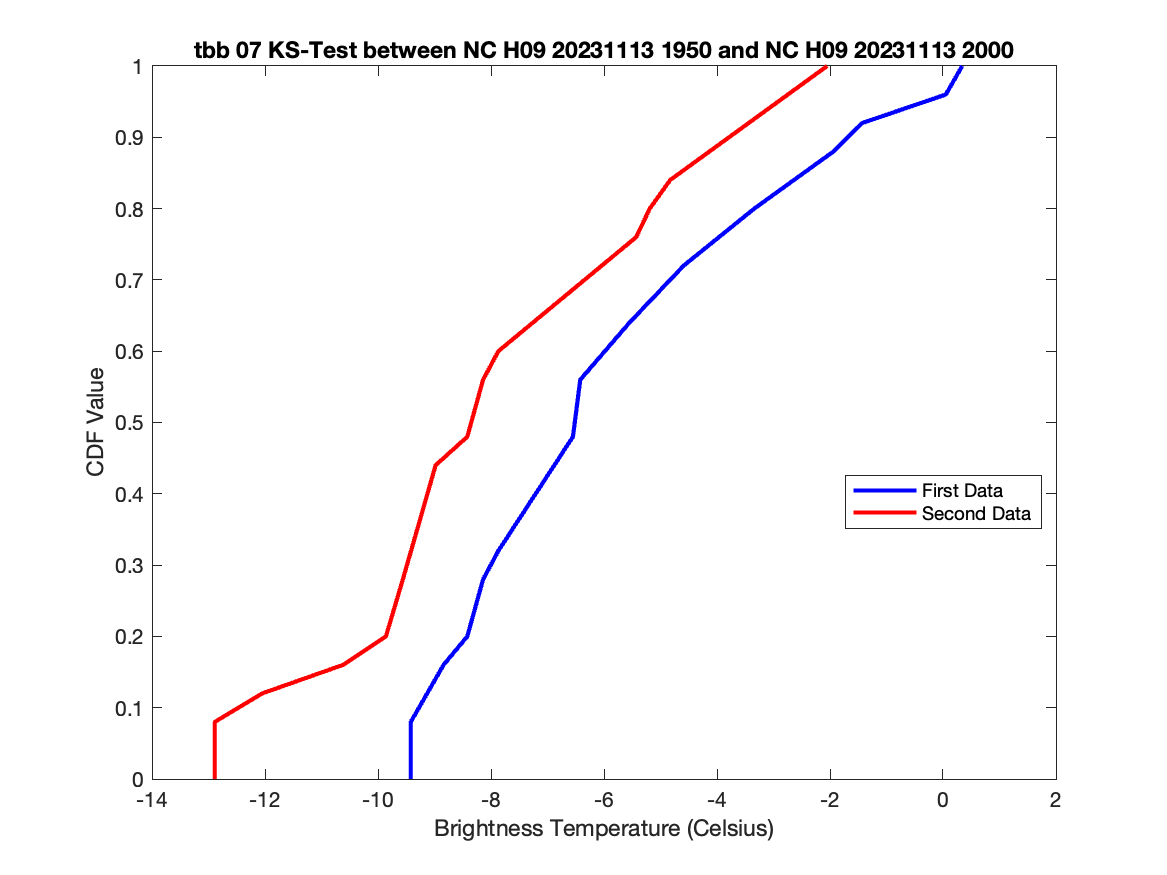 tbb 07 KS-Test between NC H09 20231113 1950 and NC H09 20231113 2000
1
0.9
0.8
0.7
0.6
0.5
0.4
0.3
0.2
0.1
0
CDF Value
First Data
Second Data
-14 -12 -10 -8 -6 -4 -2 0 2
Brightness Temperature (Celsius)